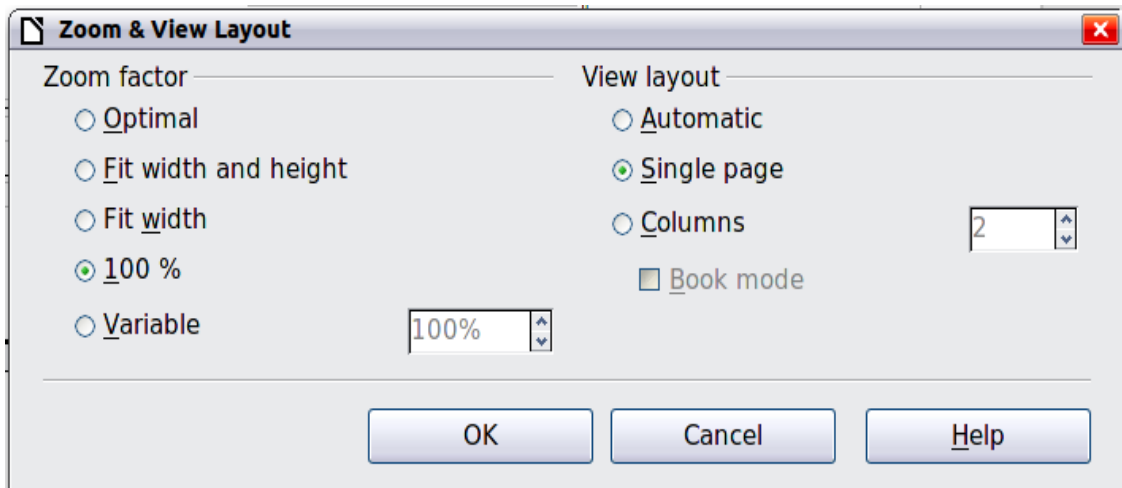 Zoom & View Layout
Zoom factor
Optimal
Fit width and height
Fit width
100 %
Variable
100%
View layout
Automatic
Single page
Columns
2
Book mode
OK
Cancel
Help